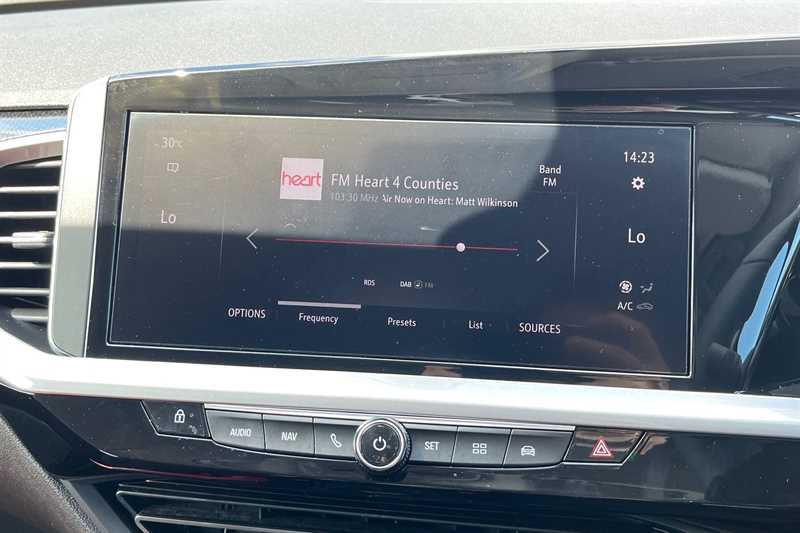 30°C
14:23
heart
FM Heart 4 Counties
103.30 MHz Air Now on Heart: Matt Wilkinson
Band
FM
Lo
Lo
RDS
DAB
FM
A/C
OPTIONS
Frequency
Presets
List
SOURCES
AUDIO
NAV
SET